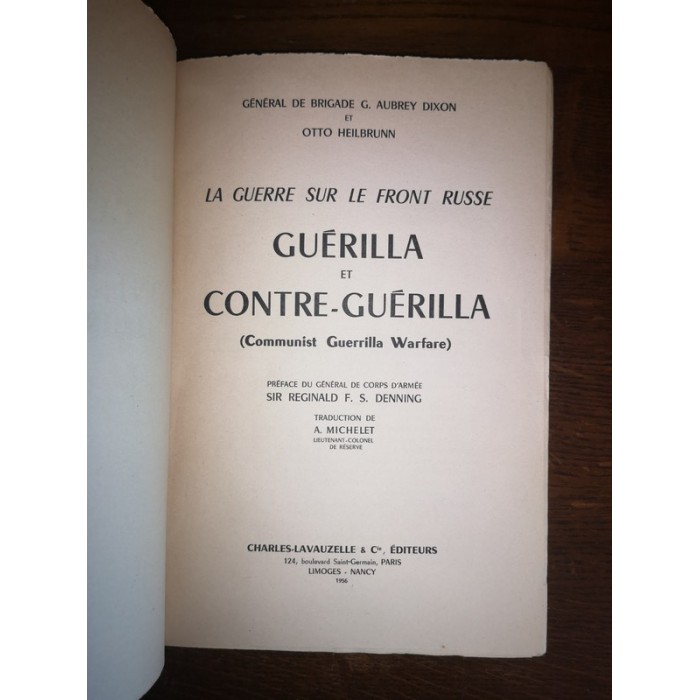 GÉNÉRAL DE BRIGADE G. AUBREY DIXON
ET
OTTO HEILBRUNN
LA GUERRE SUR LE FRONT RUSSE
GUÉRILLA
ET
CONTRE-GUÉRILLA
(Communist Guerrilla Warfare)
PRÉFACE DU GÉNÉRAL DE CORPS D'ARMÉE
SIR REGINALD F. S. DENNING
TRADUCTION DE
A. MICHELET
LIEUTENANT-COLONEL
DE RÉSERVE
CHARLES-LAVAUZELLE & Cie, ÉDITEURS
124, boulevard Saint-Germain, PARIS
LIMOGES - NANCY
1956